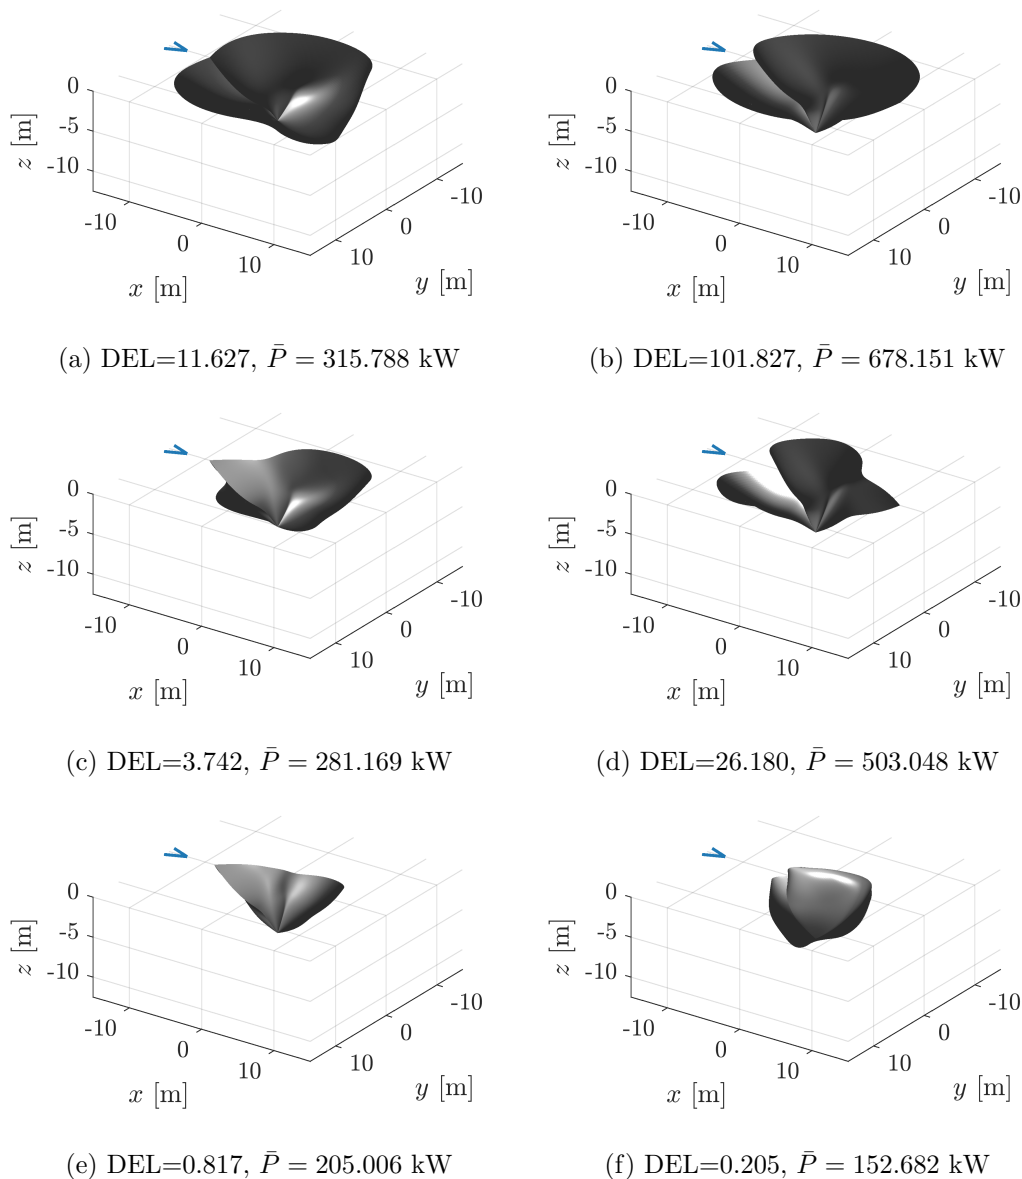 0
-5
-10
z [m]
-10
0
10
x [m]
10
0
-10
y [m]
(a) DEL=11.627, P̄ = 315.788 kW
0
-5
-10
z [m]
-10
0
10
x [m]
10
0
-10
y [m]
(b) DEL=101.827, P̄ = 678.151 kW
0
-5
-10
z [m]
-10
0
10
x [m]
10
0
-10
y [m]
(c) DEL=3.742, P̄ = 281.169 kW
0
-5
-10
z [m]
-10
0
10
x [m]
10
0
-10
y [m]
(d) DEL=26.180, P̄ = 503.048 kW
0
-5
-10
z [m]
-10
0
10
x [m]
10
0
-10
y [m]
(e) DEL=0.817, P̄ = 205.006 kW
0
-5
-10
z [m]
-10
0
10
x [m]
10
0
-10
y [m]
(f) DEL=0.205, P̄ = 152.682 kW